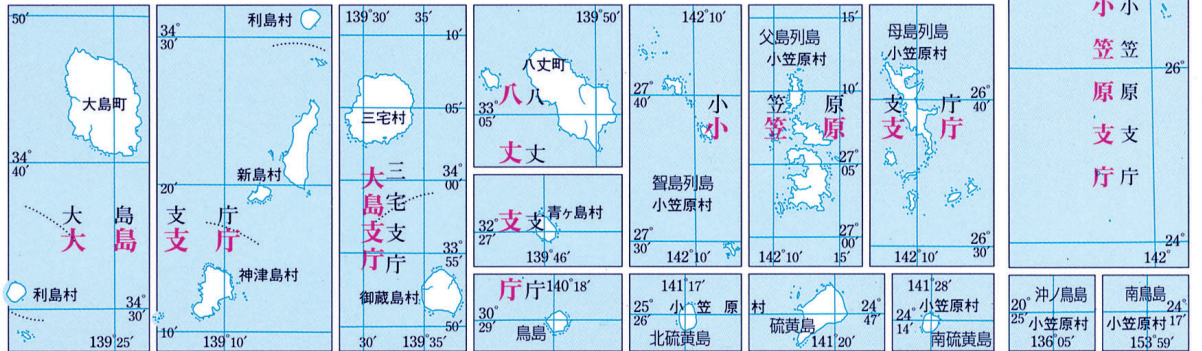 50′
大島町
34°
40′
大島
大島
利島村
34°
30′
139°25′
利島村
34°
30′
新島村
20′
支庁
支庁
神津島村
10′
139°10′
139°30′
35′
10′
05′
三宅村
34°
00′
大島支庁
三宅支庁
33°
55′
御蔵島村
50′
30′
139°35′
139°50′
八丈町
33°
05′
八丈
八丈
支
支
青ヶ島村
32°
27′
139°46′
庁
庁
140°18′
30°
29′
鳥島
142°10′
27°
40′
小
小
聟島列島
小笠原村
27°
30′
142°10′
15′
父島列島
小笠原村
10′
笠原
笠原
27°
05′
27°
00′
142°10′
15′
母島列島
小笠原村
26°
40′
支庁
支庁
26°
30′
142°10′
141°17′
25°
26′
小笠原村
北硫黄島
24°
47′
硫黄島
141°20′
141°28′
小笠原村
24°
14′
南硫黄島
小笠原支庁
小笠原支庁
26°
24°
142°
沖ノ鳥島
20°
25′
小笠原村
136°05′
南鳥島
24°
17′
小笠原村
153°59′